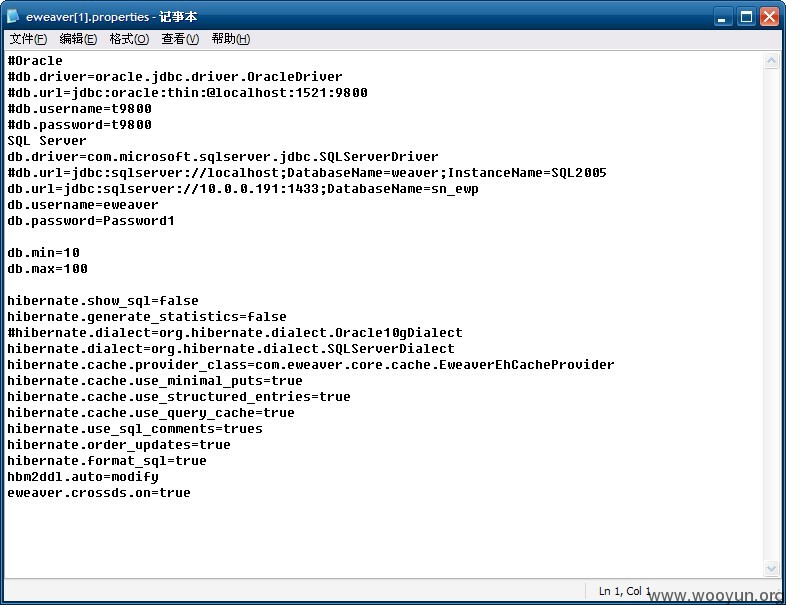 eweaver[1].properties - 记事本
文件(F) 编辑(E) 格式(O) 查看(V) 帮助(H)
#Oracle
#db.driver=oracle.jdbc.driver.OracleDriver
#db.url=jdbc:oracle:thin:@localhost:1521:9800
#db.username=t9800
#db.password=t9800
SQL Server
db.driver=com.microsoft.sqlserver.jdbc.SQLServerDriver
#db.url=jdbc:sqlserver://localhost;DatabaseName=weaver;InstanceName=SQL2005
db.url=jdbc:sqlserver://10.0.0.191:1433;DatabaseName=sn_ewp
db.username=eweaver
db.password=Password1
db.min=10
db.max=100
hibernate.show_sql=false
hibernate.generate_statistics=false
#hibernate.dialect=org.hibernate.dialect.Oracle10gDialect
hibernate.dialect=org.hibernate.dialect.SQLServerDialect
hibernate.cache.provider_class=com.eweaver.core.cache.EweaverEhCacheProvider
hibernate.cache.use_minimal_puts=true
hibernate.cache.use_structured_entries=true
hibernate.cache.use_query_cache=true
hibernate.use_sql_comments=trues
hibernate.order_updates=true
hibernate.format_sql=true
hbm2ddl.auto=modify
eweaver.crossds.on=true
Ln 1, Col 1
www.wooyun.org